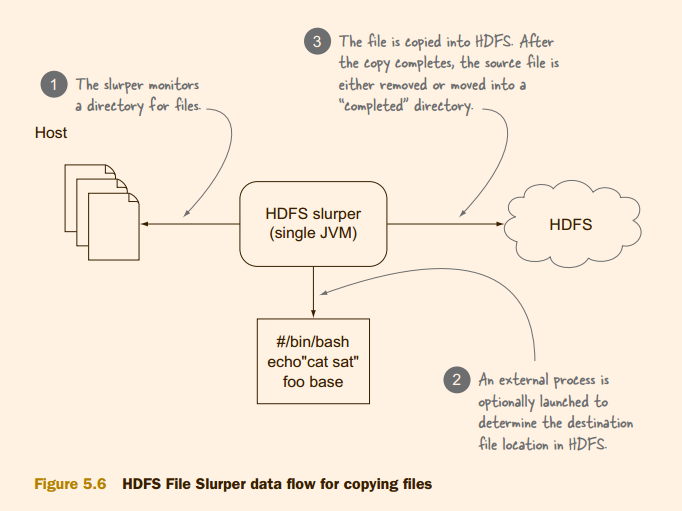 1
The slurper monitors
a directory for files.
3
The file is copied into HDFS. After
the copy completes, the source file is
either removed or moved into a
"completed" directory.
Host
HDFS slurper
(single JVM)
HDFS
#/bin/bash
echo"cat sat"
foo base
2
An external process is
optionally launched to
determine the destination
file location in HDFS.
Figure 5.6 HDFS File Slurper data flow for copying files